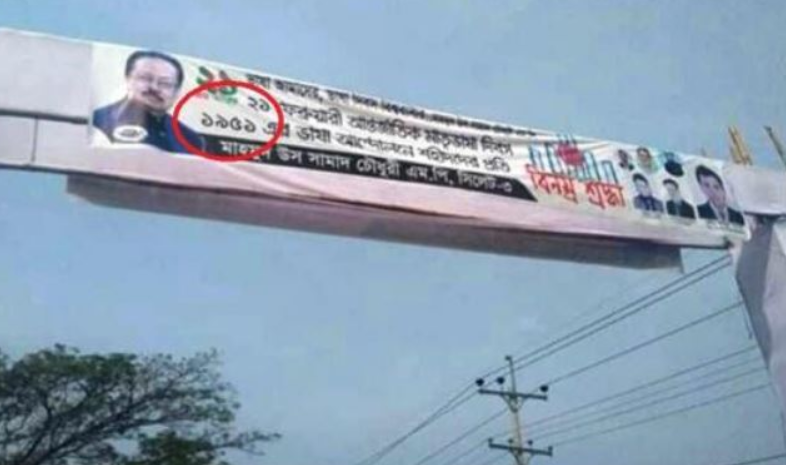 ২১
২১ ফেব্রুয়ারী আন্তর্জাতিক মাতৃভাষা দিবস
১৯৫১ এর ভাষা আন্দোলনে শহিদদের প্রতি
বিনম্র শ্রদ্ধা
মাহমুদ উস সামাদ চৌধুরী এম.পি, সিলেট-৩